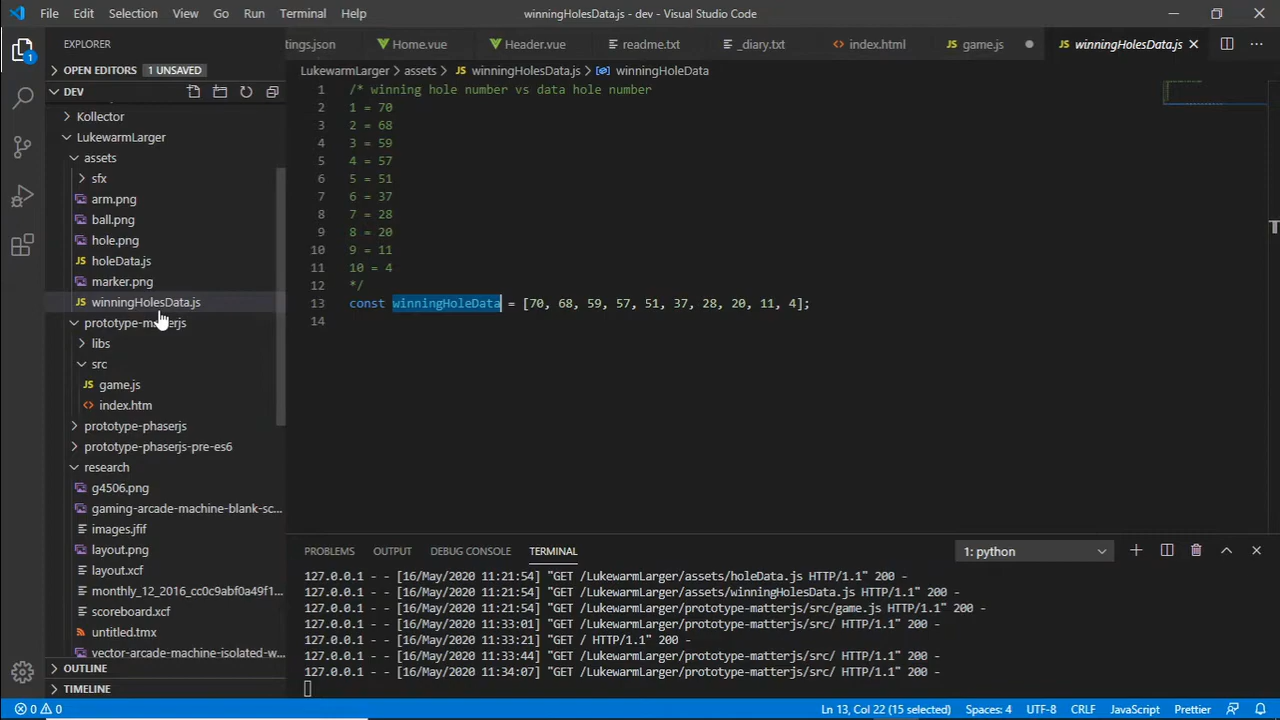 File Edit Selection View Go Run Terminal Help winningHolesData.js - dev - Visual Studio Code
EXPLORER
tings.json Home.vue Header.vue readme.txt _diary.txt index.html game.js winningHolesData.js
OPEN EDITORS 1 UNSAVED
LukewarmLarger > assets > JS winningHolesData.js > winningHoleData
DEV
Kollector
LukewarmLarger
assets
sfx
arm.png
ball.png
hole.png
JS holeData.js
marker.png
JS winningHolesData.js
prototype-matterjs
libs
src
JS game.js
index.htm
prototype-phaserjs
prototype-phaserjs-pre-es6
research
g4506.png
gaming-arcade-machine-blank-sc...
images.jfif
layout.png
layout.xcf
monthly_12_2016_cc0c9abf0a49f1...
scoreboard.xcf
untitled.tmx
vector-arcade-machine-isolated-w...
OUTLINE
TIMELINE
1 /* winning hole number vs data hole number
2 1 = 70
3 2 = 68
4 3 = 59
5 4 = 57
6 5 = 51
7 6 = 37
8 7 = 28
9 8 = 20
10 9 = 11
11 10 = 4
12 */
13 const winningHoleData = [70, 68, 59, 57, 51, 37, 28, 20, 11, 4];
14
PROBLEMS OUTPUT DEBUG CONSOLE TERMINAL 1: python
127.0.0.1 - - [16/May/2020 11:21:54] "GET /LukewarmLarger/assets/holeData.js HTTP/1.1" 200 -
127.0.0.1 - - [16/May/2020 11:21:54] "GET /LukewarmLarger/assets/winningHolesData.js HTTP/1.1" 200 -
127.0.0.1 - - [16/May/2020 11:21:54] "GET /LukewarmLarger/prototype-matterjs/src/game.js HTTP/1.1" 200 -
127.0.0.1 - - [16/May/2020 11:33:01] "GET /LukewarmLarger/prototype-matterjs/src/ HTTP/1.1" 200 -
127.0.0.1 - - [16/May/2020 11:33:21] "GET / HTTP/1.1" 200 -
127.0.0.1 - - [16/May/2020 11:33:44] "GET /LukewarmLarger/prototype-matterjs/src/ HTTP/1.1" 200 -
127.0.0.1 - - [16/May/2020 11:34:07] "GET /LukewarmLarger/prototype-matterjs/src/ HTTP/1.1" 200 -
0 0 Ln 13, Col 22 (15 selected) Spaces: 4 UTF-8 CRLF JavaScript Prettier